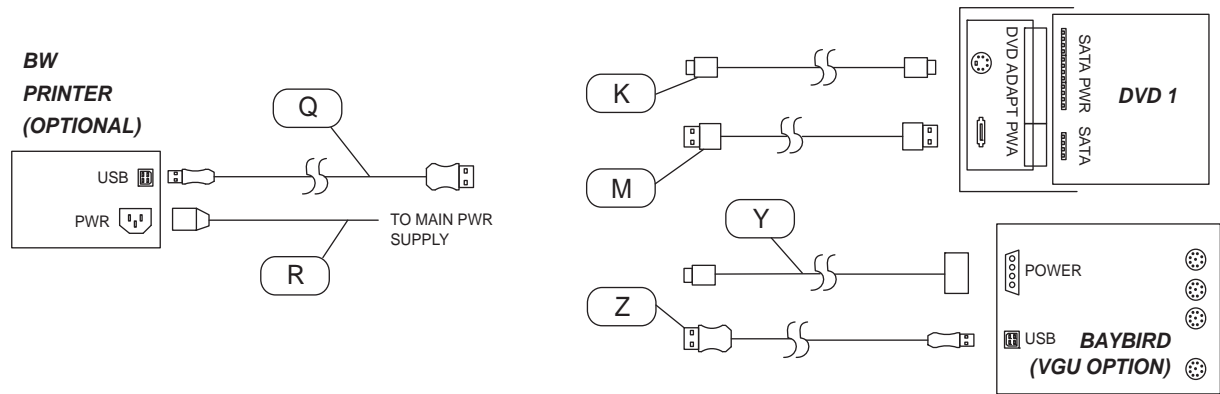 BW
PRINTER
(OPTIONAL)
Q
USB
PWR
TO MAIN PWR
SUPPLY
R
K
M
DVD ADAPT PWA
SATA PWR
SATA
DVD 1
Y
Z
POWER
USB
BAYBIRD
(VGU OPTION)